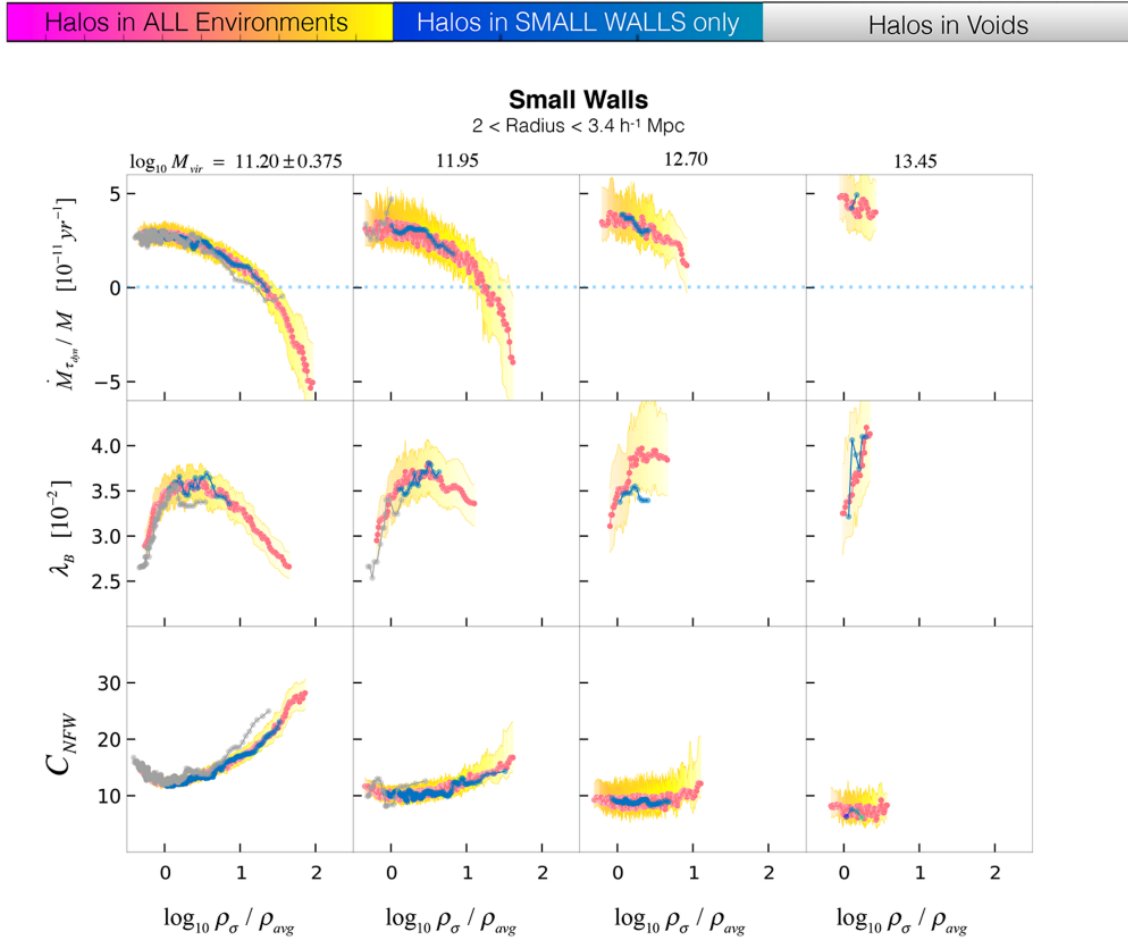 Halos in ALL Environments Halos in SMALL WALLS only Halos in Voids
Small Walls
2 < Radius < 3.4 h⁻¹ Mpc
log₁₀ M_vir = 11.20 ± 0.375 11.95 12.70 13.45
Ṁ_τdyn / M [10⁻¹¹ yr⁻¹]
5
0
−5
λ_B [10⁻²]
4.0
3.5
3.0
2.5
C_NFW
30
20
10
0 1 2 0 1 2 0 1 2 0 1 2
log₁₀ ρ_σ / ρ_avg log₁₀ ρ_σ / ρ_avg log₁₀ ρ_σ / ρ_avg log₁₀ ρ_σ / ρ_avg